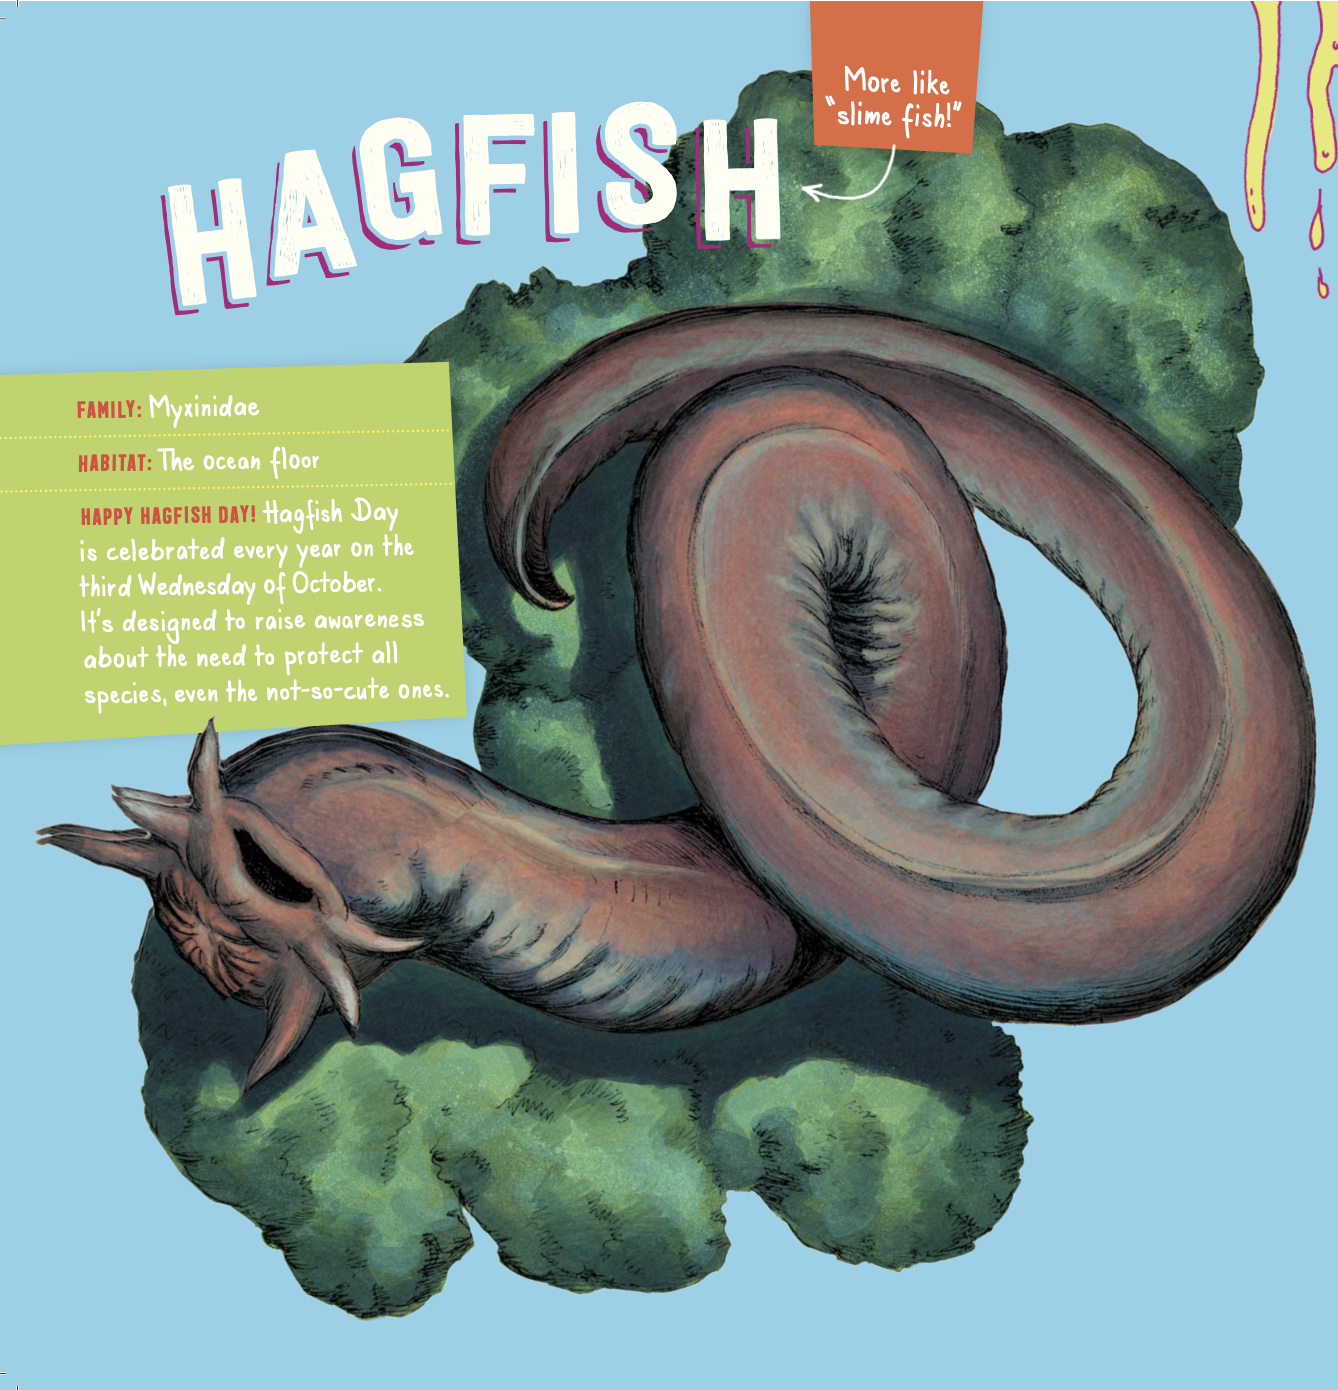 HAGFISH
More like
"slime fish!"
FAMILY: Myxinidae
HABITAT: The ocean floor
HAPPY HAGFISH DAY! Hagfish Day
is celebrated every year on the
third Wednesday of October.
It's designed to raise awareness
about the need to protect all
species, even the not-so-cute ones.